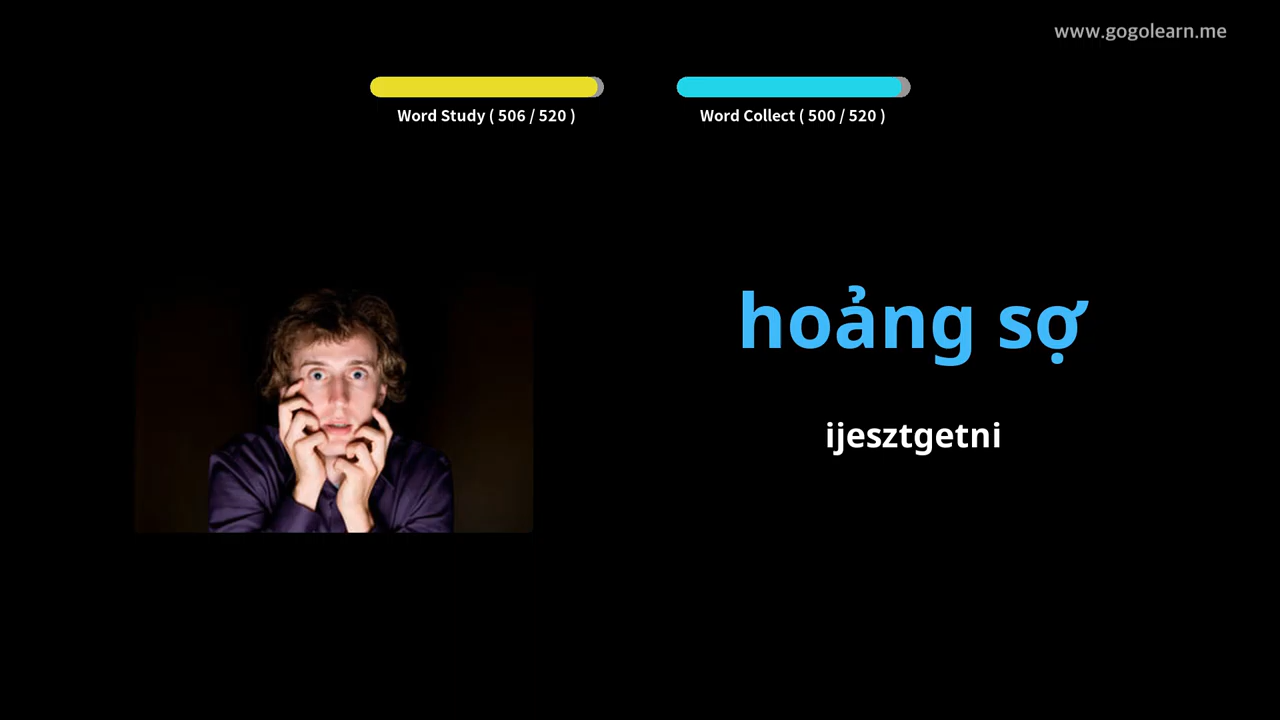 www.gogolearn.me
Word Study ( 506 / 520 )
Word Collect ( 500 / 520 )
hoảng sợ
ijesztgetni